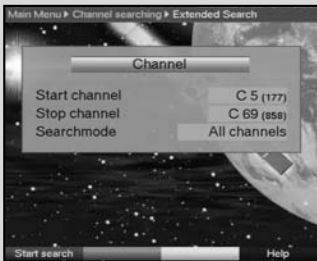 Main Menu ▶ Channel searching ▶ Extended Search
Channel
Start channel C 5 (177)
Stop channel C 69 (858)
Searchmode All channels
Start search Help